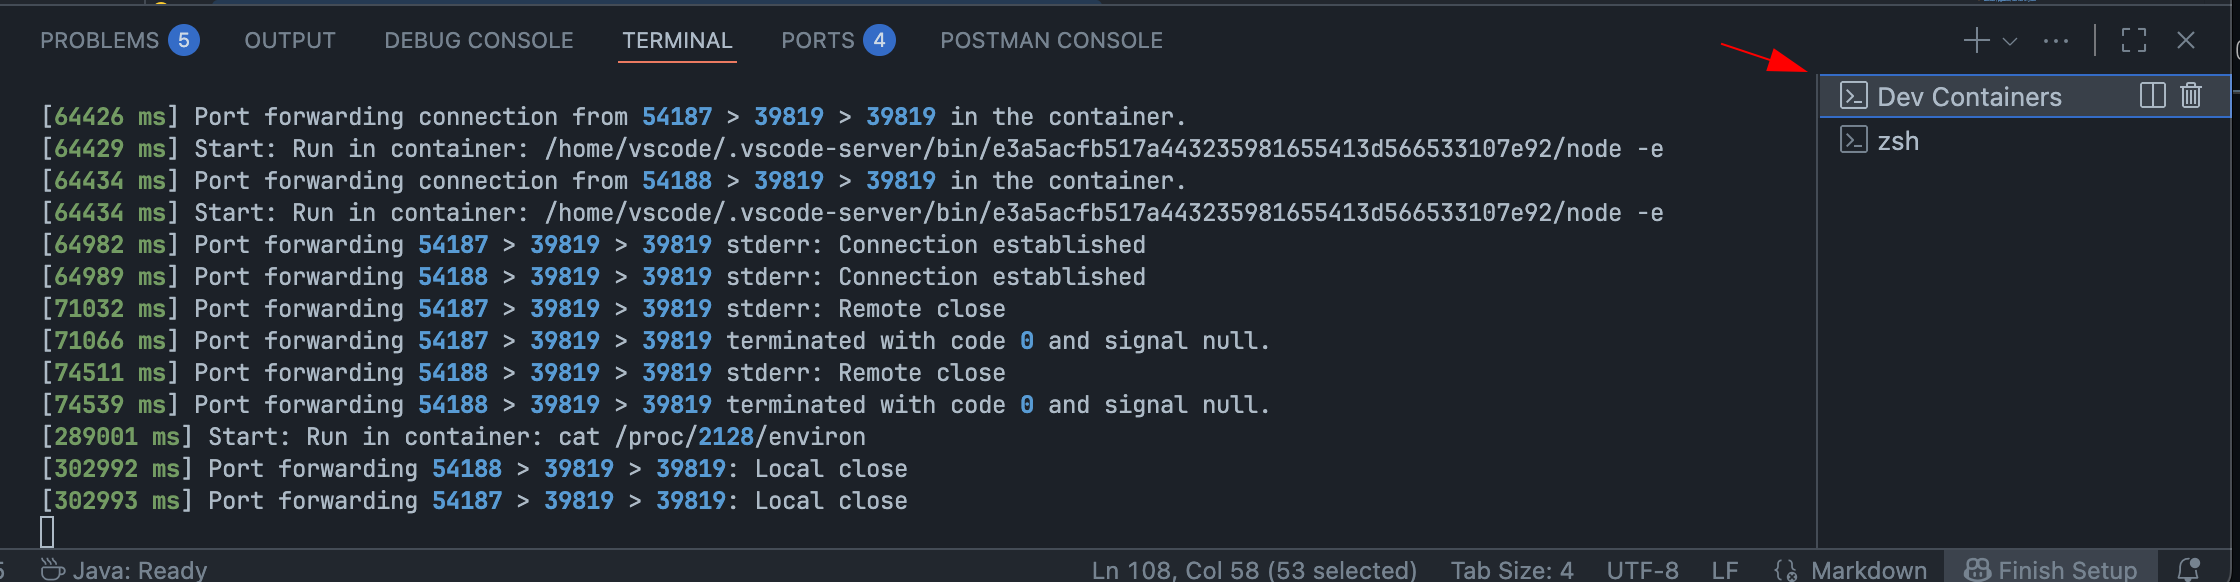 PROBLEMS 5 OUTPUT DEBUG CONSOLE TERMINAL PORTS 4 POSTMAN CONSOLE
[64426 ms] Port forwarding connection from 54187 > 39819 > 39819 in the container.
[64429 ms] Start: Run in container: /home/vscode/.vscode-server/bin/e3a5acfb517a443235981655413d566533107e92/node -e
[64434 ms] Port forwarding connection from 54188 > 39819 > 39819 in the container.
[64434 ms] Start: Run in container: /home/vscode/.vscode-server/bin/e3a5acfb517a443235981655413d566533107e92/node -e
[64982 ms] Port forwarding 54187 > 39819 > 39819 stderr: Connection established
[64989 ms] Port forwarding 54188 > 39819 > 39819 stderr: Connection established
[71032 ms] Port forwarding 54187 > 39819 > 39819 stderr: Remote close
[71066 ms] Port forwarding 54187 > 39819 > 39819 terminated with code 0 and signal null.
[74511 ms] Port forwarding 54188 > 39819 > 39819 stderr: Remote close
[74539 ms] Port forwarding 54188 > 39819 > 39819 terminated with code 0 and signal null.
[289001 ms] Start: Run in container: cat /proc/2128/environ
[302992 ms] Port forwarding 54188 > 39819 > 39819: Local close
[302993 ms] Port forwarding 54187 > 39819 > 39819: Local close
Dev Containers
zsh
Java: Ready Ln 108, Col 58 (53 selected) Tab Size: 4 UTF-8 LF Markdown Finish Setup